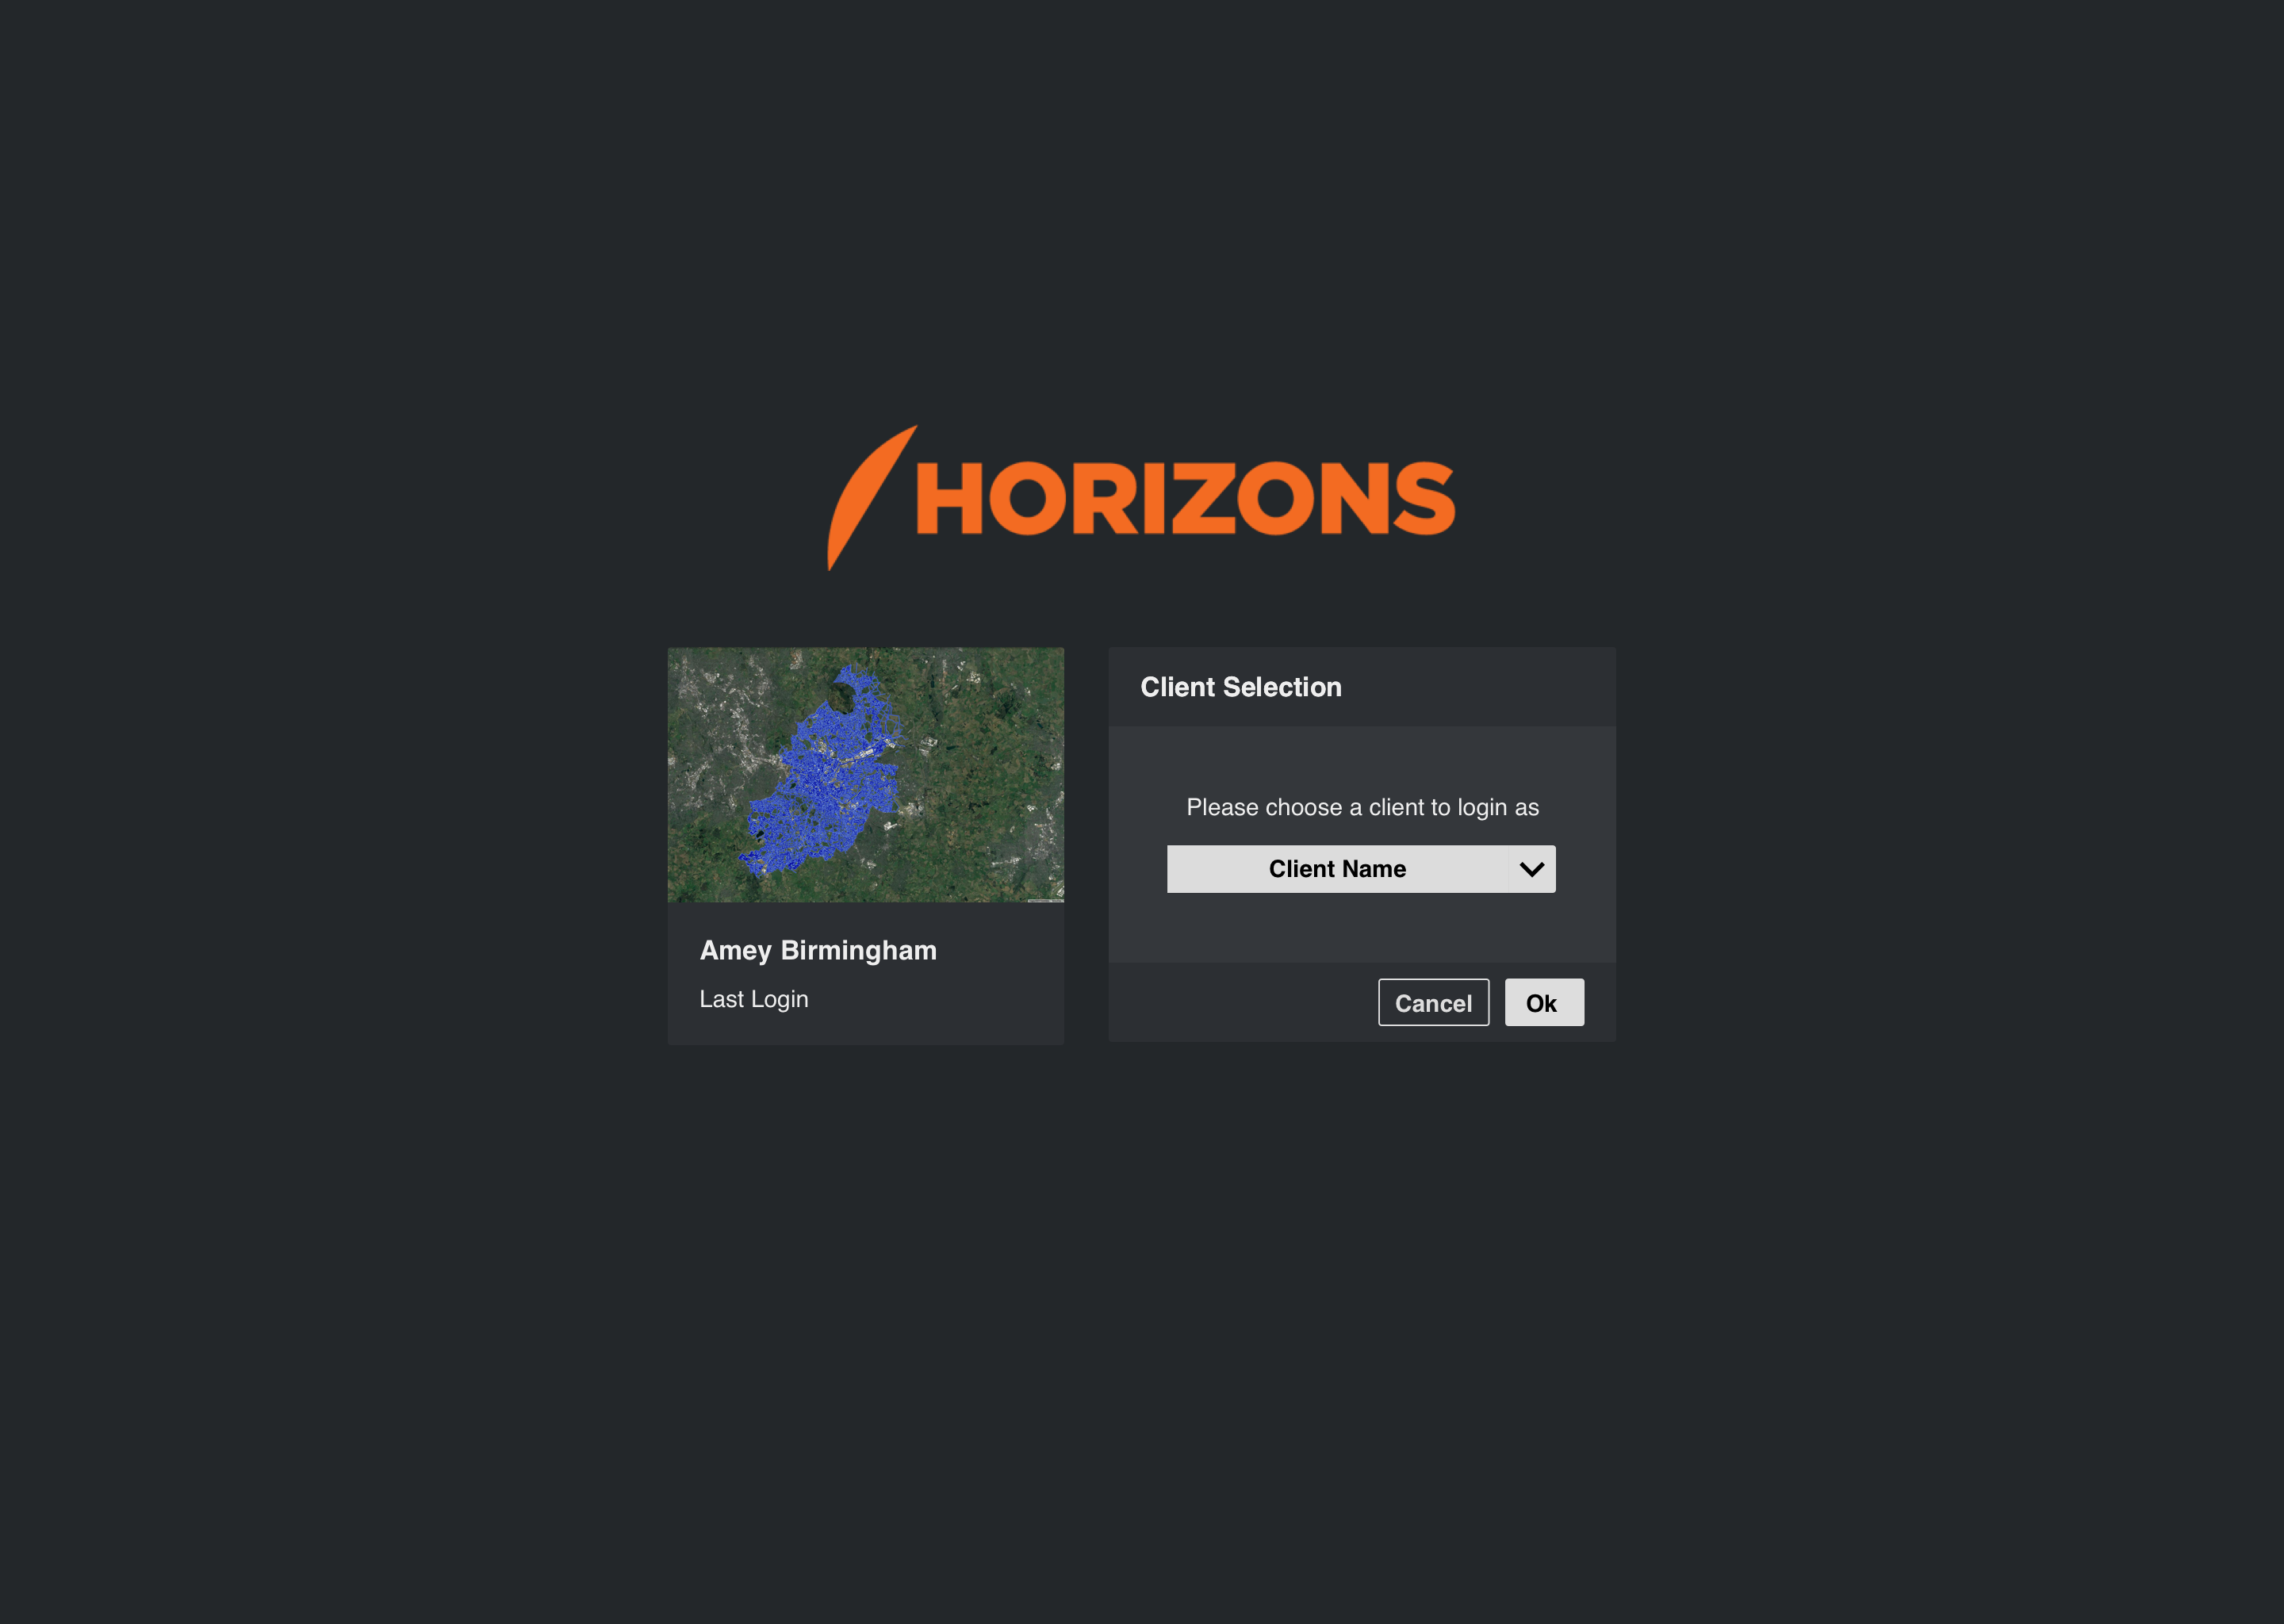 HORIZONS
Amey Birmingham
Last Login
Client Selection
Please choose a client to login as
Client Name
Cancel
Ok